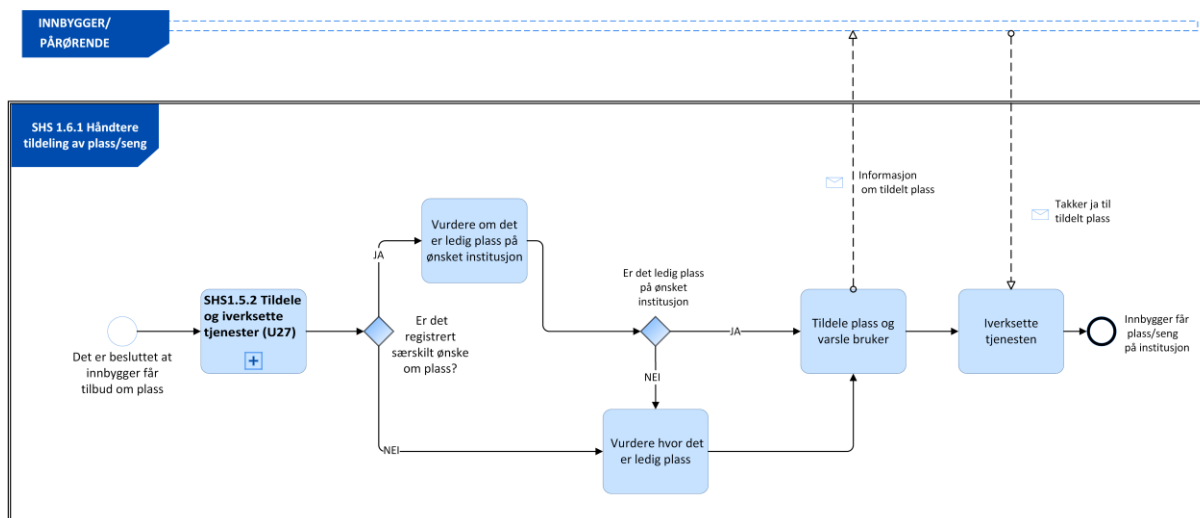 INNBYGGER/
PÅRØRENDE
SHS 1.6.1 Håndtere
tildeling av plass/seng
Informasjon
om tildelt plass
Takker ja til
tildelt plass
Vurdere om det
er ledig plass på
ønsket institusjon
JA
Er det ledig plass
på ønsket
institusjon
SHS1.5.2 Tildele
og iverksette
tjenester (U27)
Det er besluttet at
innbygger får
tilbud om plass
Er det
registrert
særskilt ønske
om plass?
JA
Tildele plass og
varsle bruker
Iverksette
tjenesten
Innbygger får
plass/seng
på institusjon
NEI
NEI
Vurdere hvor det
er ledig plass